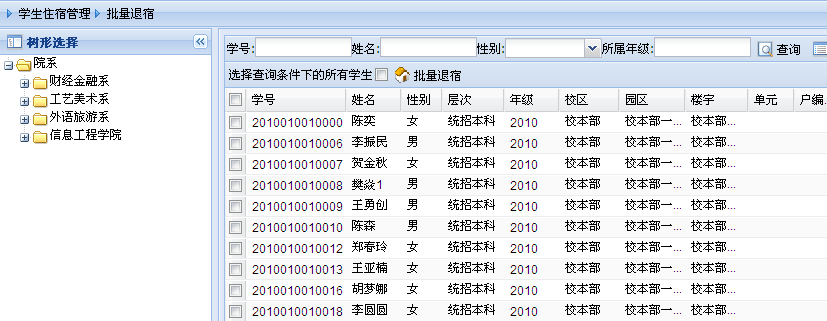 学生住宿管理 批量退宿
树形选择
院系
财经金融系
工艺美术系
外语旅游系
信息工程学院
学号: 姓名: 性别: 所属年级: 查询
选择查询条件下的所有学生 批量退宿
学号 姓名 性别 层次 年级 校区 园区 楼宇 单元 户编.
2010010010000 陈奕 女 统招本科 2010 校本部 校本部一... 校本部...
2010010010006 李振民 男 统招本科 2010 校本部 校本部一... 校本部...
2010010010007 贺金秋 女 统招本科 2010 校本部 校本部一... 校本部...
2010010010008 樊焱1 男 统招本科 2010 校本部 校本部一... 校本部...
2010010010009 王勇创 男 统招本科 2010 校本部 校本部一... 校本部...
2010010010010 陈森 男 统招本科 2010 校本部 校本部一... 校本部...
2010010010012 郑春玲 女 统招本科 2010 校本部 校本部一... 校本部...
2010010010013 王亚楠 女 统招本科 2010 校本部 校本部一... 校本部...
2010010010016 胡梦娜 女 统招本科 2010 校本部 校本部一... 校本部...
2010010010018 李圆圆 女 统招本科 2010 校本部 校本部一... 校本部...